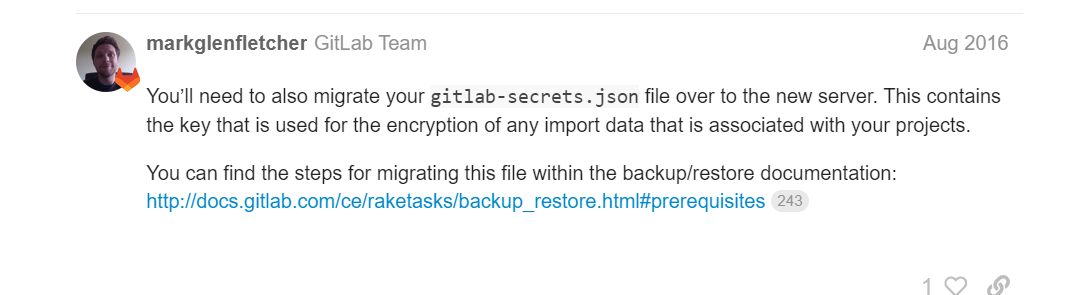 markglenfletcher GitLab Team
Aug 2016
You’ll need to also migrate your gitlab-secrets.json file over to the new server. This contains
the key that is used for the encryption of any import data that is associated with your projects.
You can find the steps for migrating this file within the backup/restore documentation:
http://docs.gitlab.com/ce/raketasks/backup_restore.html#prerequisites 243
1